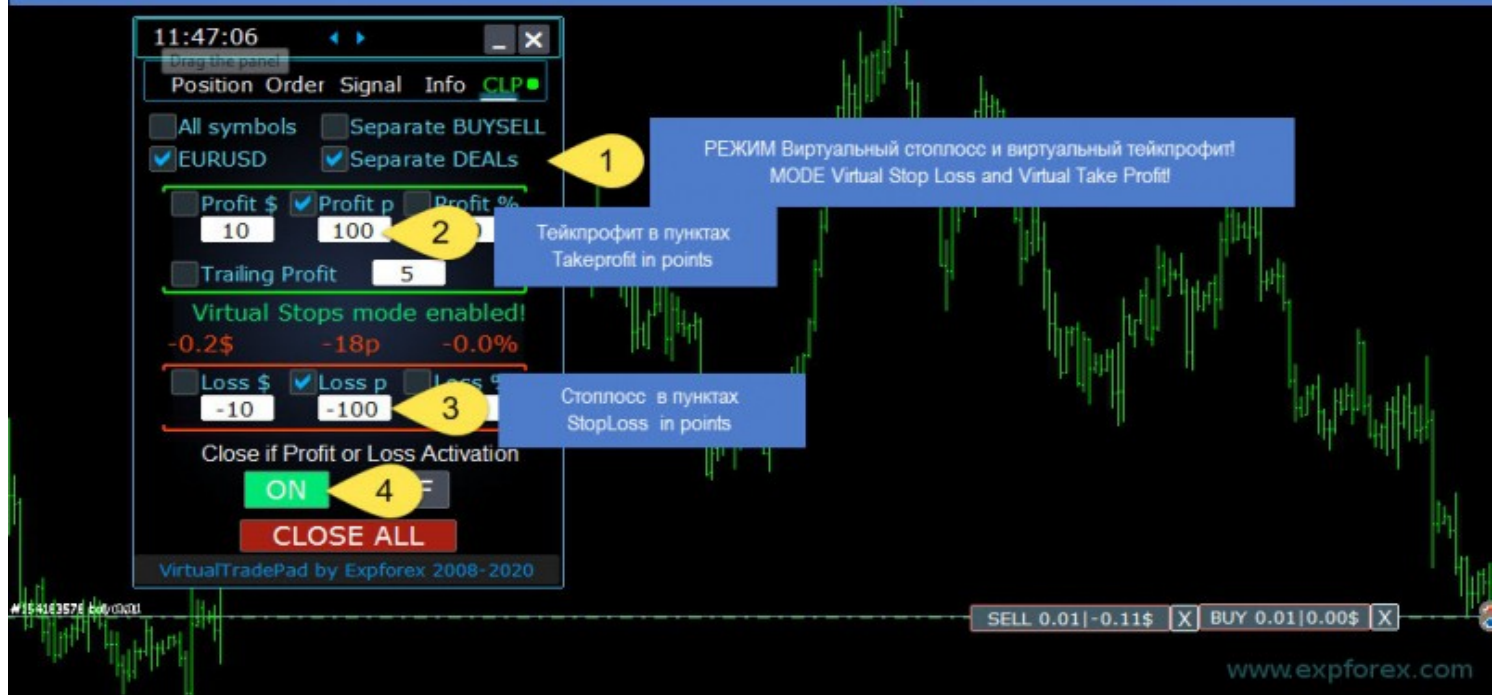 11:47:06
Drag the panel
Position Order Signal Info CLP
All symbols Separate BUYSELL
EURUSD Separate DEALs
1
РЕЖИМ Виртуальный стоплосс и виртуальный тейкпрофит!
MODE Virtual Stop Loss and Virtual Take Profit!
Profit $ Profit p Profit %
10 100
2
Тейкпрофит в пунктах
Takeprofit in points
Trailing Profit 5
Virtual Stops mode enabled!
-0.2$ -18p -0.0%
Loss $ Loss p Loss
-10 -100
3
Стоплосс в пунктах
StopLoss in points
Close if Profit or Loss Activation
ON
4
CLOSE ALL
VirtualTradePad by Expforex 2008-2020
SELL 0.01|-0.11$ X BUY 0.01|0.00$ X
www.expforex.com